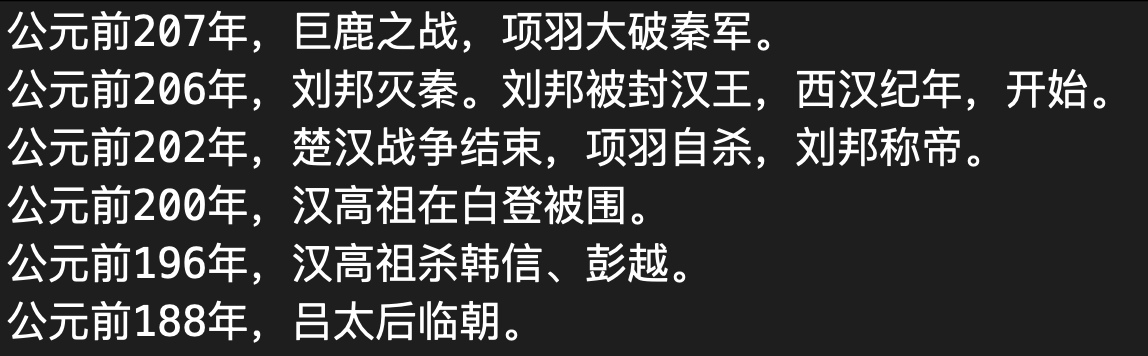 公元前207年，巨鹿之战，项羽大破秦军。
公元前206年，刘邦灭秦。刘邦被封汉王，西汉纪年，开始。
公元前202年，楚汉战争结束，项羽自杀，刘邦称帝。
公元前200年，汉高祖在白登被围。
公元前196年，汉高祖杀韩信、彭越。
公元前188年，吕太后临朝。